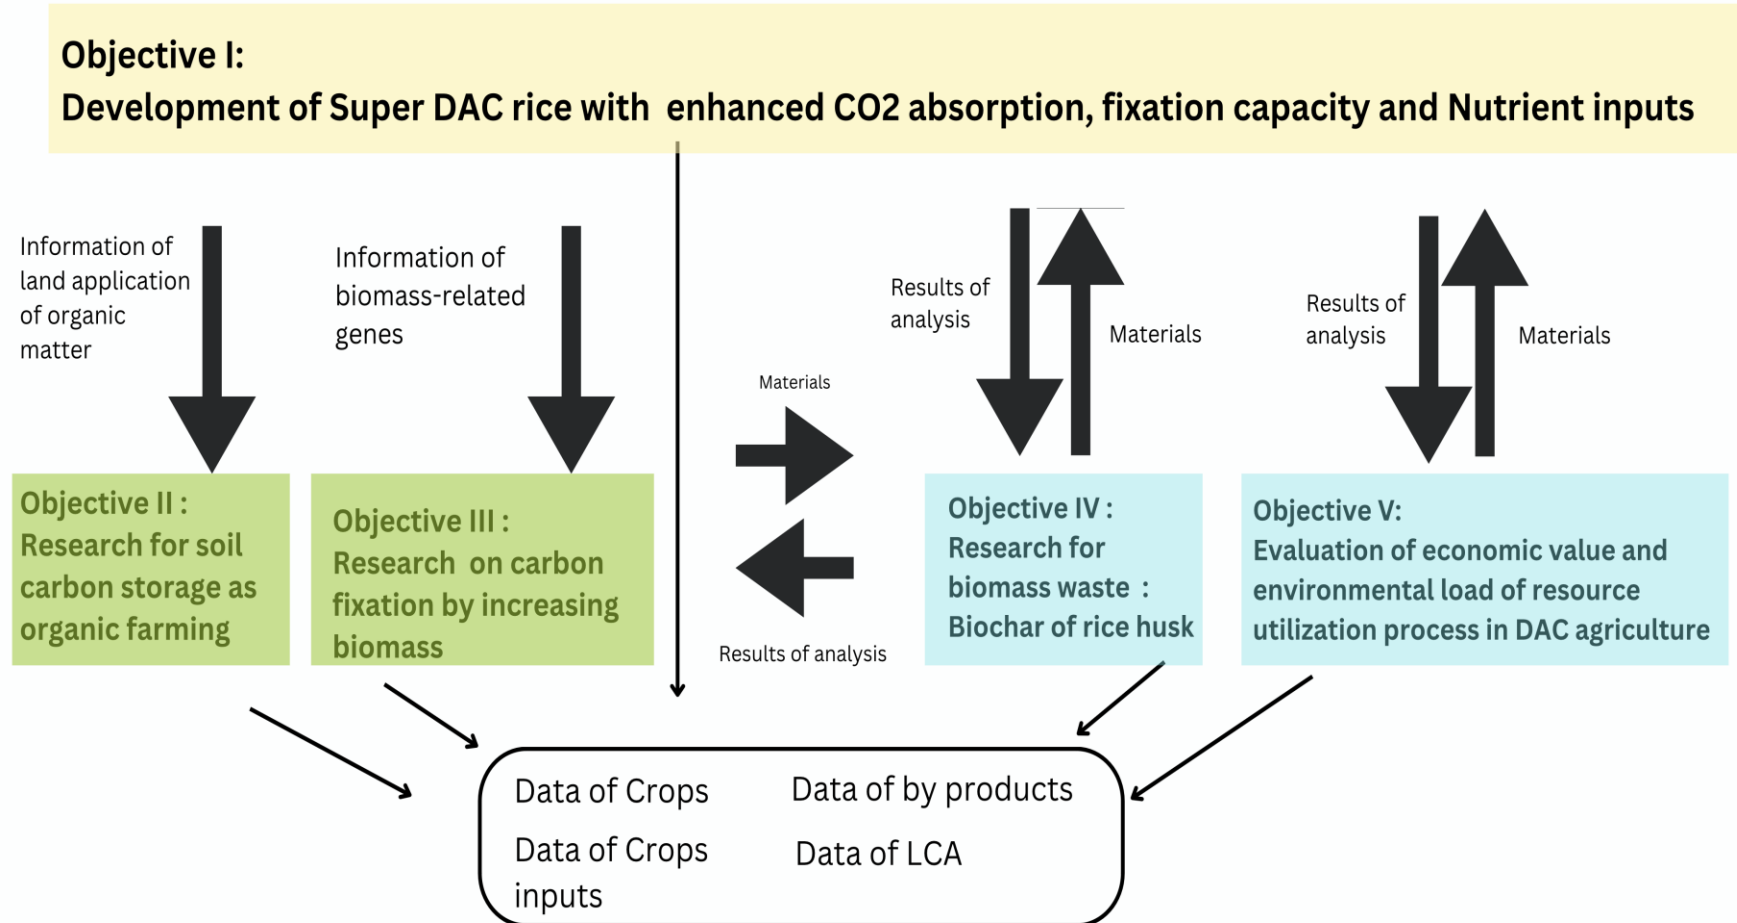 Objective I:
Development of Super DAC rice with enhanced CO2 absorption, fixation capacity and Nutrient inputs
Information of
land application
of organic
matter
Information of
biomass-related
genes
Materials
Results of analysis
Results of
analysis
Materials
Results of
analysis
Materials
Objective II :
Research for soil
carbon storage as
organic farming
Objective III :
Research on carbon
fixation by increasing
biomass
Objective IV :
Research for
biomass waste :
Biochar of rice husk
Objective V:
Evaluation of economic value and
environmental load of resource
utilization process in DAC agriculture
Data of Crops
Data of by products
Data of Crops
inputs
Data of LCA